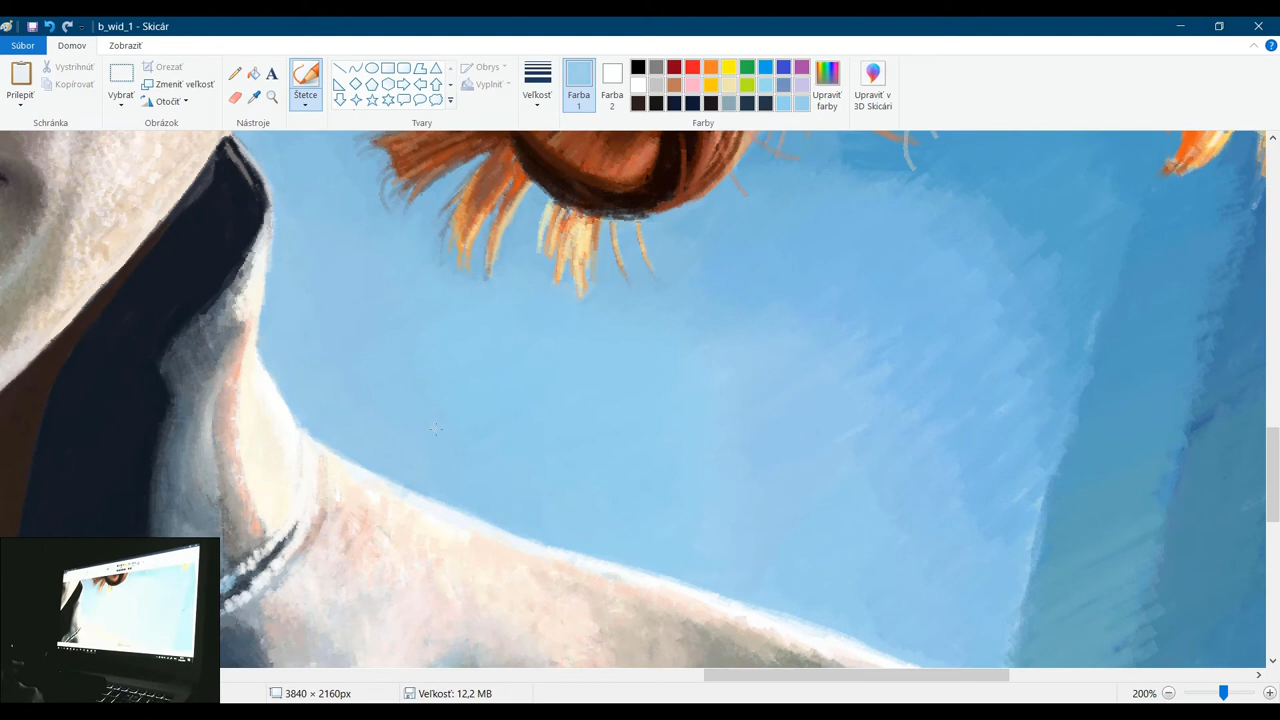 b_wid_1 - Skicár
Súbor
Domov
Zobraziť
Prilepiť
Vystrihnúť
Kopírovať
Schránka
Vybrať
Orezať
Zmeniť veľkosť
Otočiť
Obrázok
A
Nástroje
Štetce
Tvary
Obrys
Vyplniť
Veľkosť
Farba
1
Farba
2
Farby
Upraviť
farby
Upraviť v
3D Skicári
3840 × 2160px
Veľkosť: 12,2 MB
200%